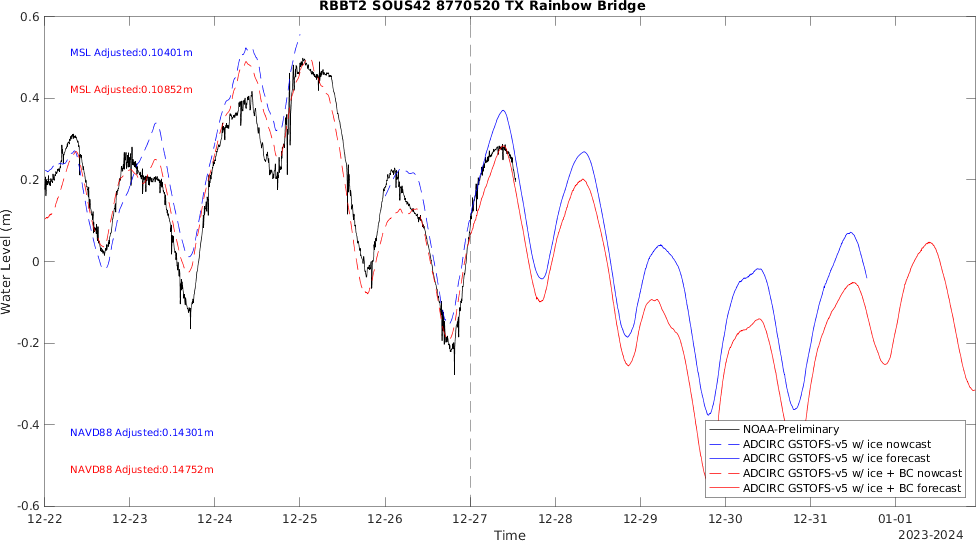 RBBT2 SOUS42 8770520 TX Rainbow Bridge
0.6
MSL Adjusted:0.10401m
MSL Adjusted:0.10852m
0.4
0.2
0
-0.2
-0.4
-0.6
Water Level (m)
NAVD88 Adjusted:0.14301m
NAVD88 Adjusted:0.14752m
NOAA-Preliminary
ADCIRC GSTOFS-v5 w/ ice nowcast
ADCIRC GSTOFS-v5 w/ ice forecast
ADCIRC GSTOFS-v5 w/ ice + BC nowcast
ADCIRC GSTOFS-v5 w/ ice + BC forecast
12-22 12-23 12-24 12-25 12-26 12-27 12-28 12-29 12-30 12-31 01-01
Time
2023-2024